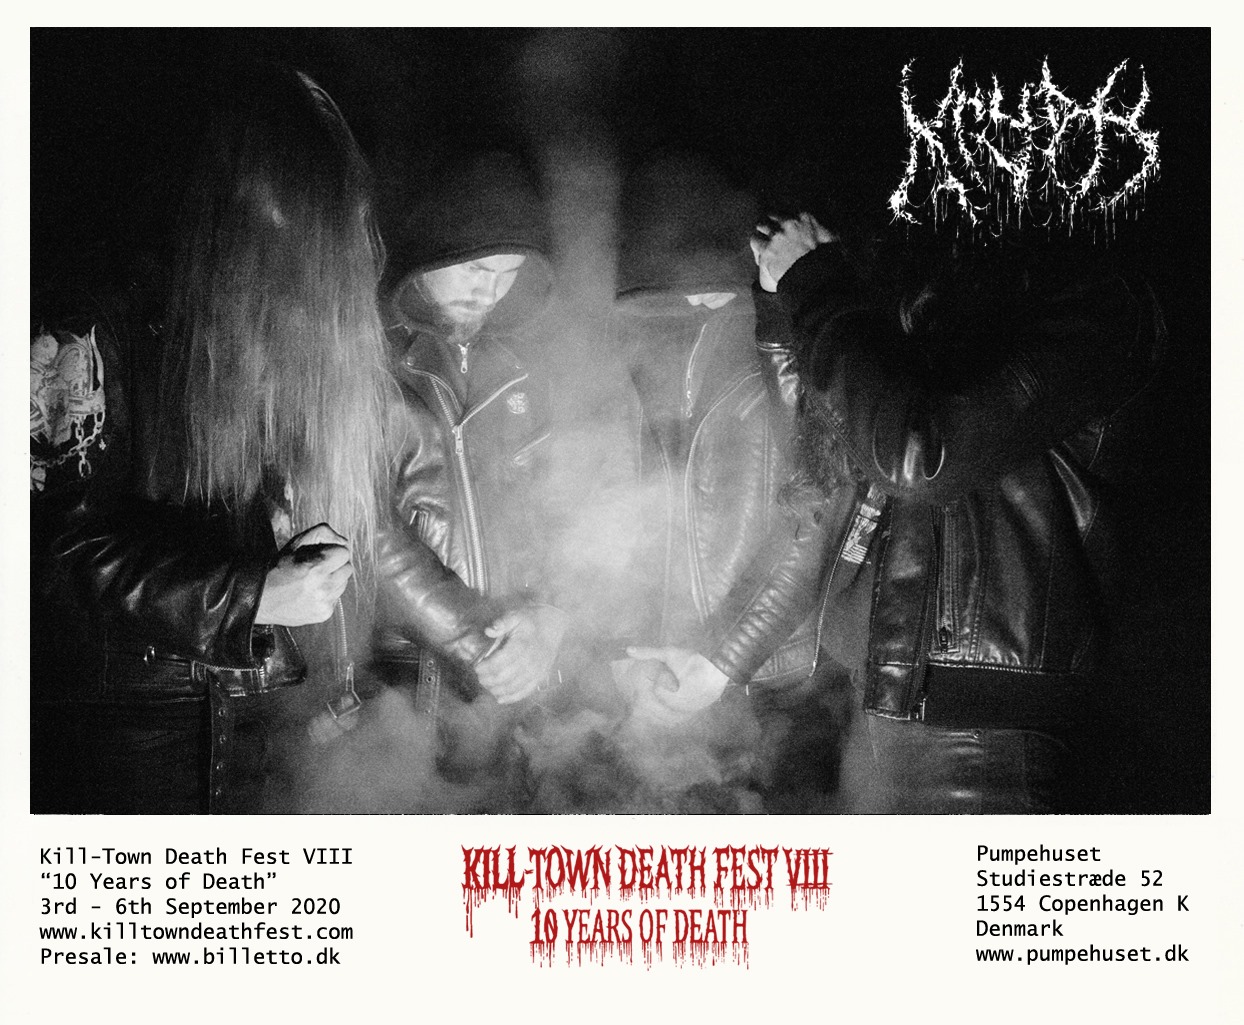 KRYPTS
Kill-Town Death Fest VIII
“10 Years of Death”
3rd - 6th September 2020
www.killtowndeathfest.com
Presale: www.billetto.dk
KILL-TOWN DEATH FEST VIII
10 YEARS OF DEATH
Pumpehuset
Studiestræde 52
1554 Copenhagen K
Denmark
www.pumpehuset.dk